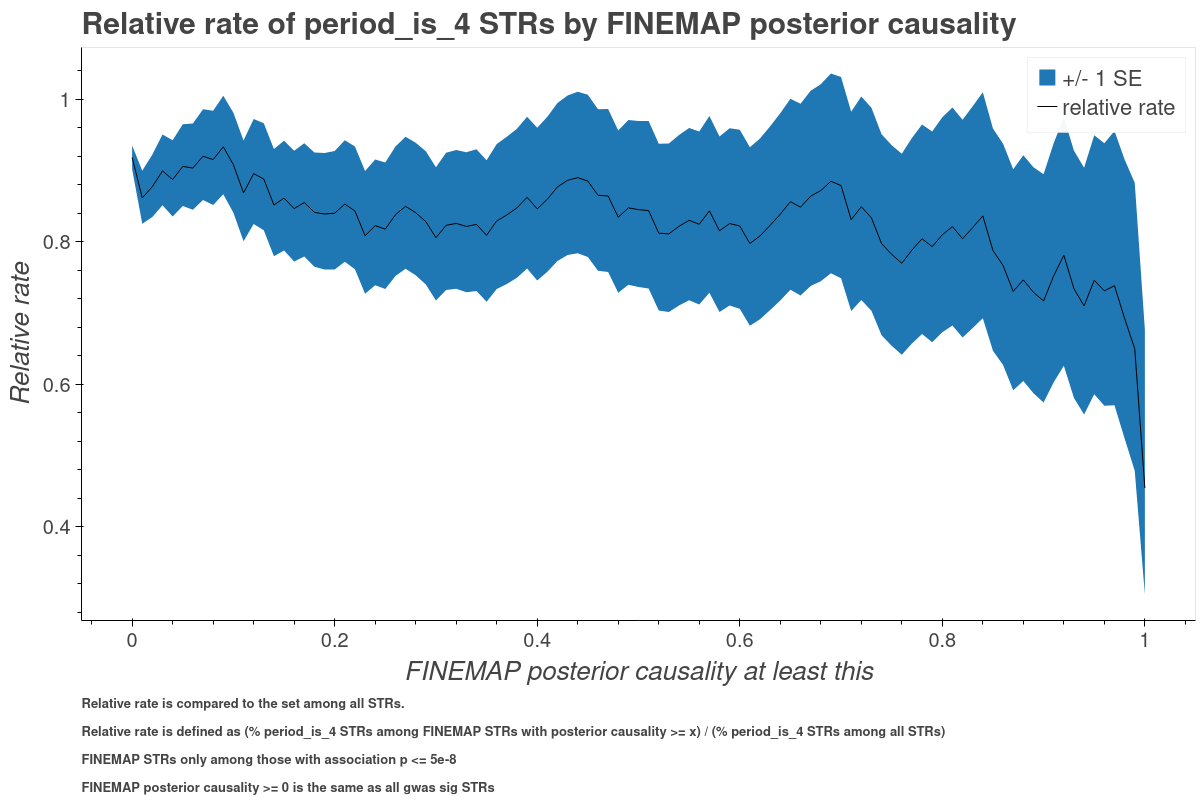 Relative rate of period_is_4 STRs by FINEMAP posterior causality
+/- 1 SE
relative rate
1
0.8
0.6
0.4
Relative rate
0
0.2
0.4
0.6
0.8
1
FINEMAP posterior causality at least this
Relative rate is compared to the set among all STRs.
Relative rate is defined as (% period_is_4 STRs among FINEMAP STRs with posterior causality >= x) / (% period_is_4 STRs among all STRs)
FINEMAP STRs only among those with association p <= 5e-8
FINEMAP posterior causality >= 0 is the same as all gwas sig STRs